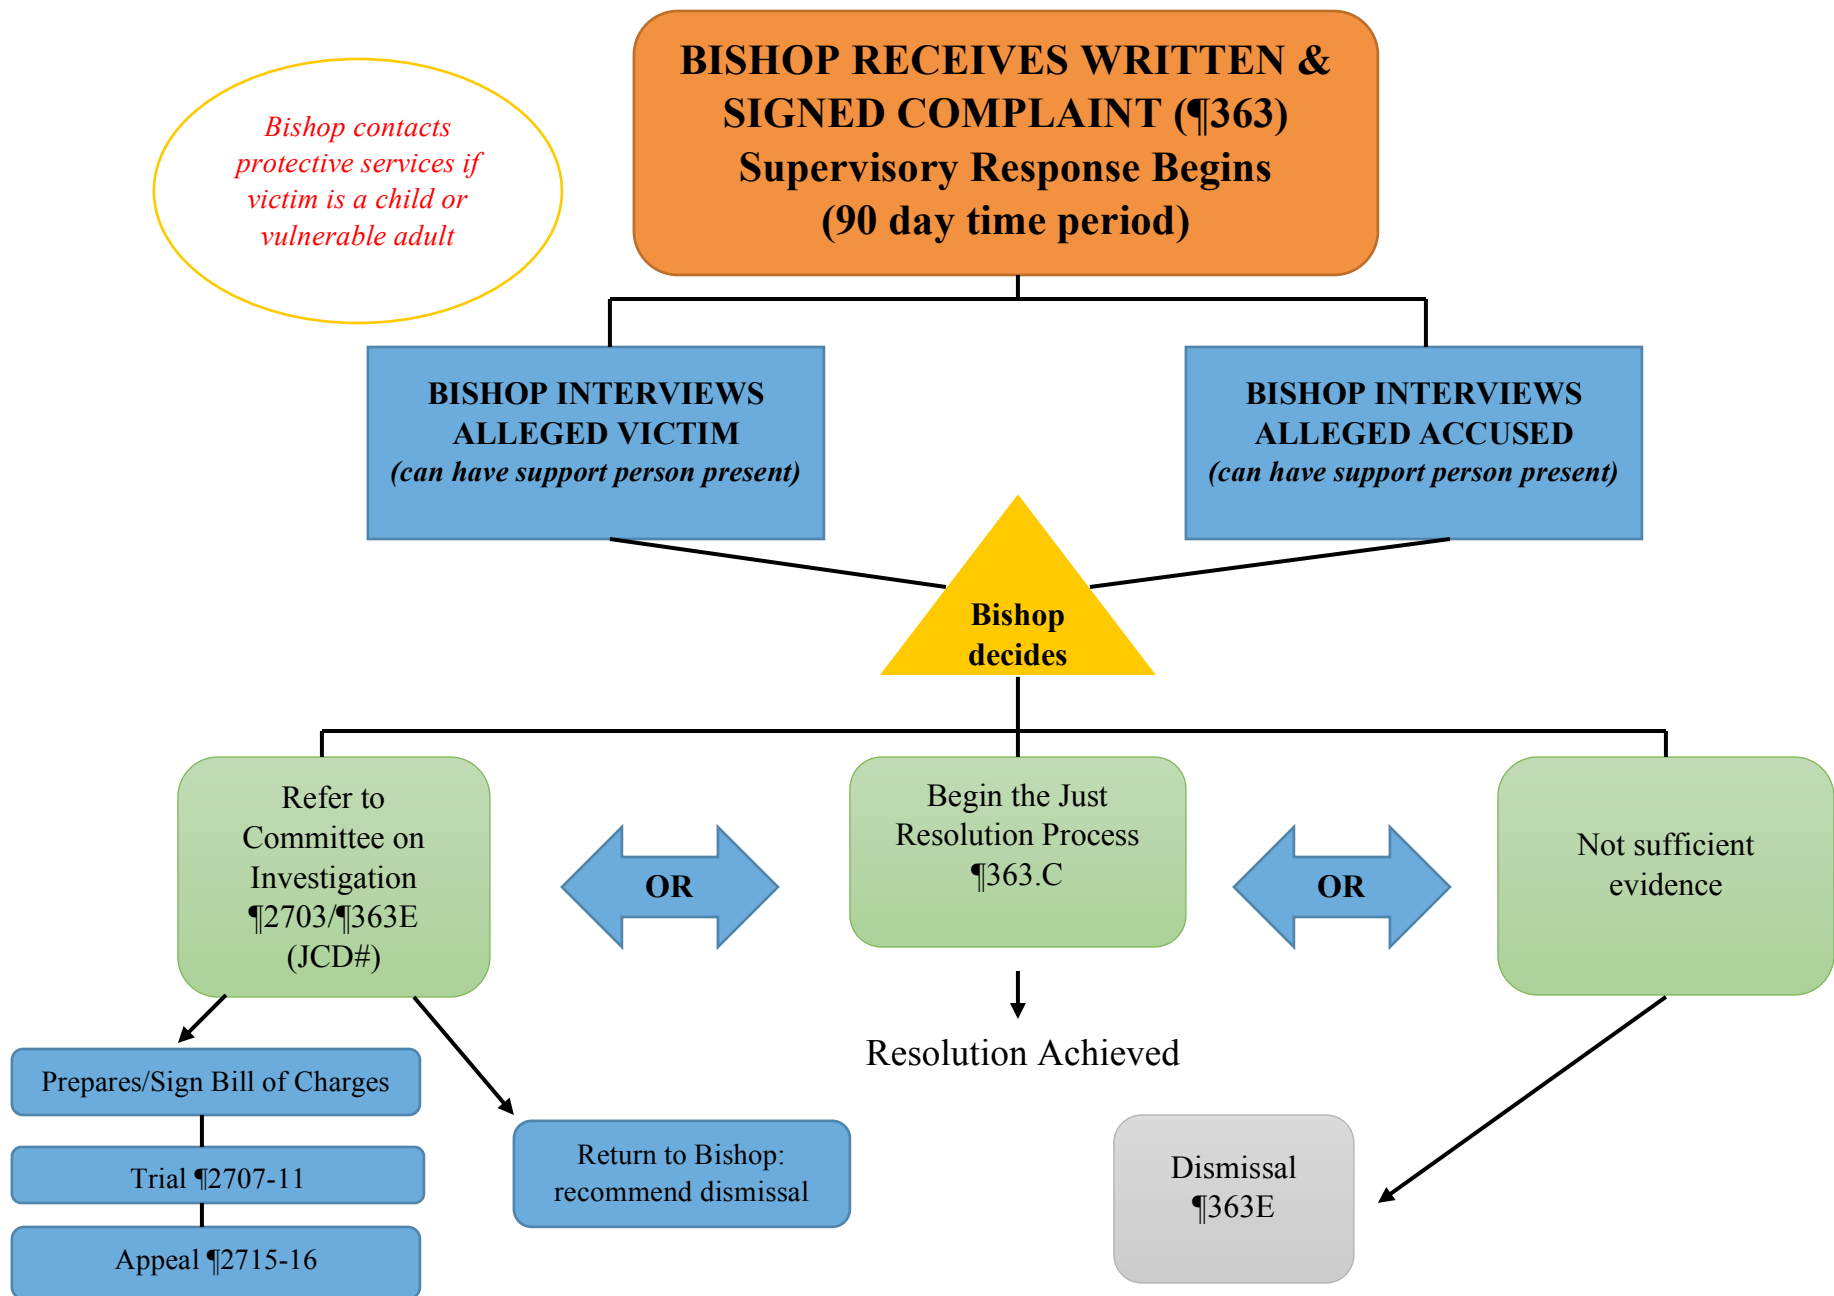 BISHOP RECEIVES WRITTEN &
SIGNED COMPLAINT (¶363)
Supervisory Response Begins
(90 day time period)
Bishop contacts
protective services if
victim is a child or
vulnerable adult
BISHOP INTERVIEWS
ALLEGED VICTIM
(can have support person present)
BISHOP INTERVIEWS
ALLEGED ACCUSED
(can have support person present)
Bishop
decides
Refer to
Committee on
Investigation
¶2703/¶363E
(JCD#)
OR
Begin the Just
Resolution Process
¶363.C
OR
Not sufficient
evidence
Resolution Achieved
Prepares/Sign Bill of Charges
Trial ¶2707-11
Appeal ¶2715-16
Return to Bishop:
recommend dismissal
Dismissal
¶363E